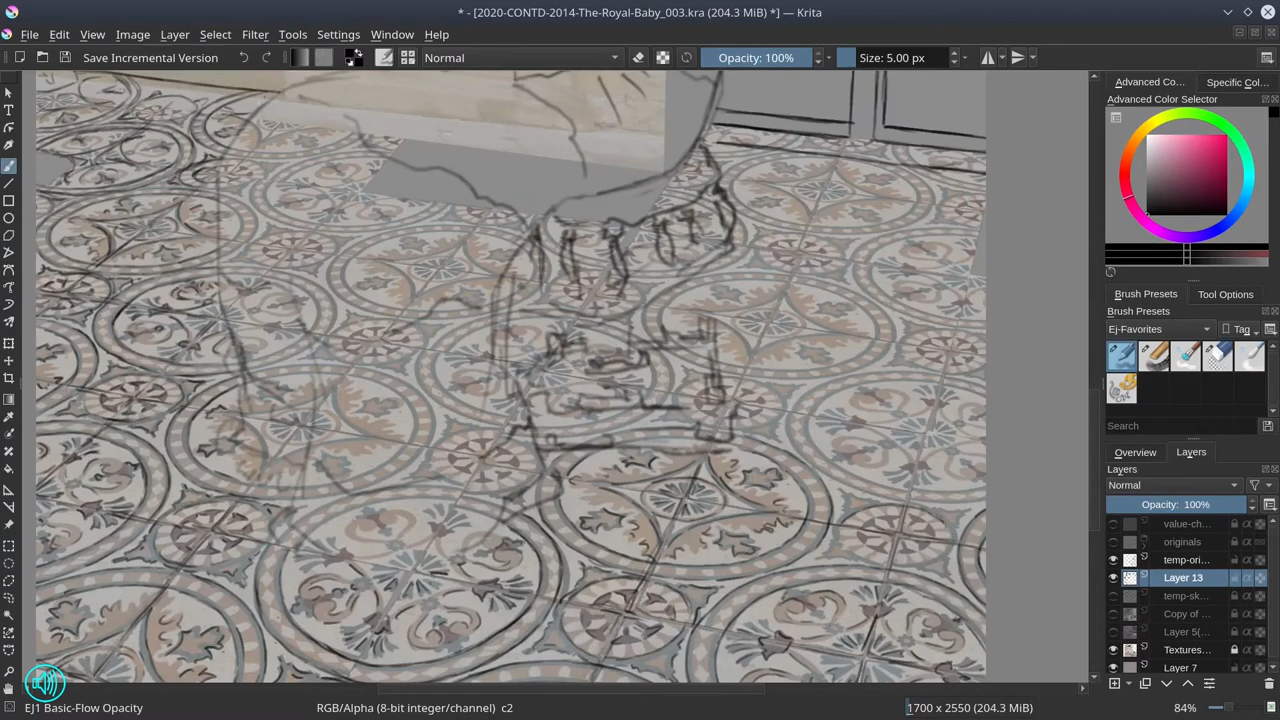 * - [2020-CONTD-2014-The-Royal-Baby_003.kra (204.3 MiB) *] — Krita
File Edit View Image Layer Select Filter Tools Settings Window Help
Save Incremental Version Normal Opacity: 100% Size: 5.00 px
Advanced Co... Specific Col...
Advanced Color Selector
Brush Presets Tool Options
Brush Presets
Ej-Favorites Tag
Search
Overview Layers
Layers
Normal
Opacity: 100%
value-ch...
originals
temp-ori...
Layer 13
temp-sk...
Copy of ...
Layer 5(...
Textures...
Layer 7
EJ1 Basic-Flow Opacity RGB/Alpha (8-bit integer/channel) c2 1700 x 2550 (204.3 MiB) 84%